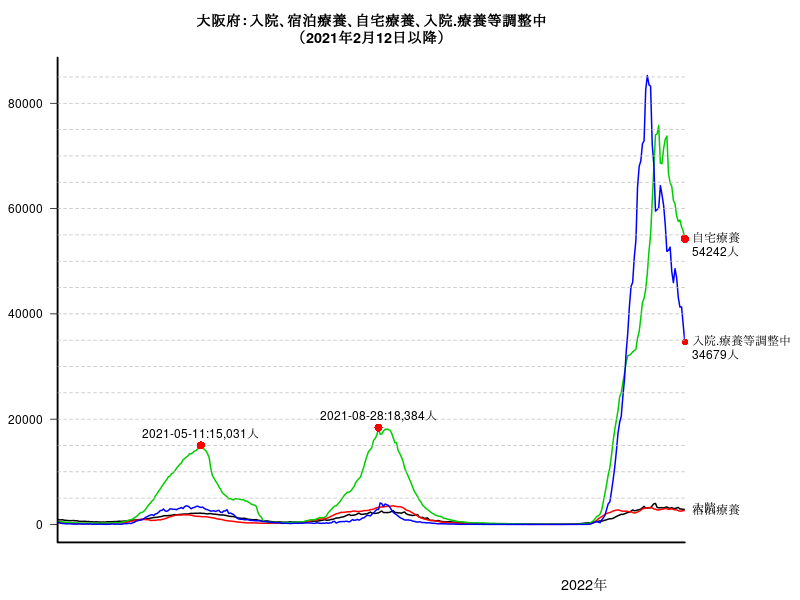 大阪府：入院、宿泊療養、自宅療養、入院.療養等調整中
（2021年2月12日以降）
80000
60000
40000
20000
0
自宅療養
54242人
入院.療養等調整中
34679人
2021-08-28:18,384人
2021-05-11:15,031人
療養
2022年